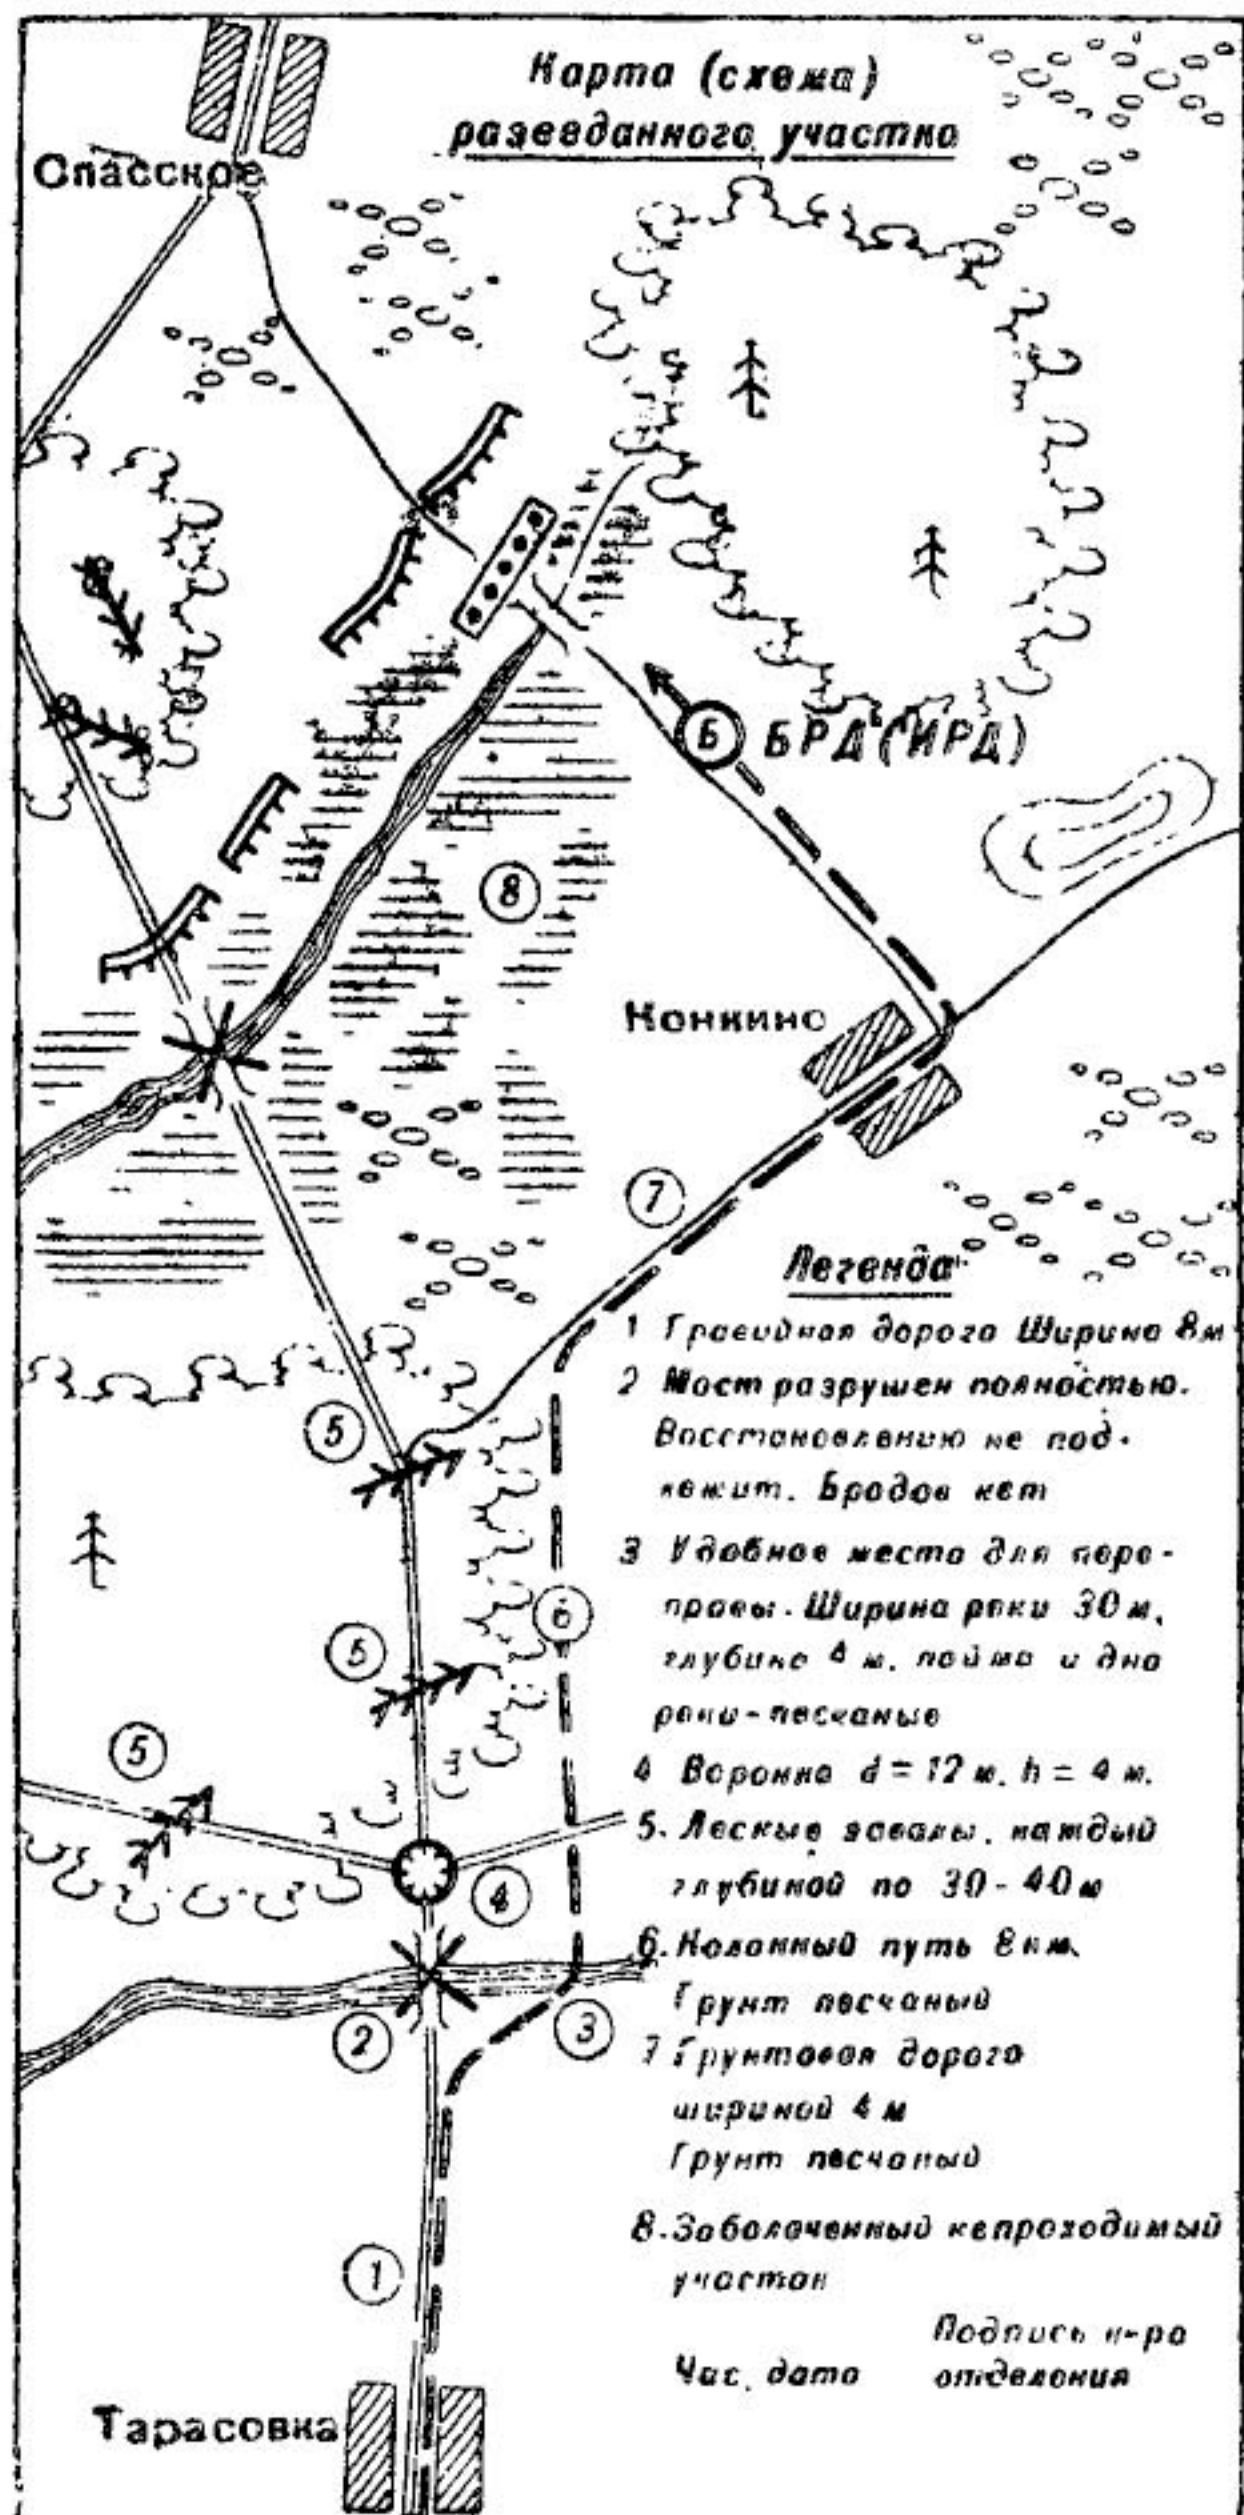 Карта (схема)
разевданного участка
Спасское
Б БРД (ИРД)
8
Конкино
7
Легенда
1 Гравийная дорога Ширина 8м
5
2 Мост разрушен полностью.
Восстановлению не под-
лежит. Бродов нет
3 Удобное место для пере-
правы. Ширина реки 30 м,
6
глубина 4 м. пойма и дно
5
реки-песчаные
5
4 Воронка d = 12 м. h = 4 м.
5. Лесные завалы, каждый
глубиной по 30-40 м
4
6. Колонный путь 8 км.
Грунт песчаный
2
3
7 Грунтовая дорога
шириной 4 м
Грунт песчаный
8. Заболоченный непроходимый
участок
1
Подпись к-ра
Час, дата отделения
Тарасовка